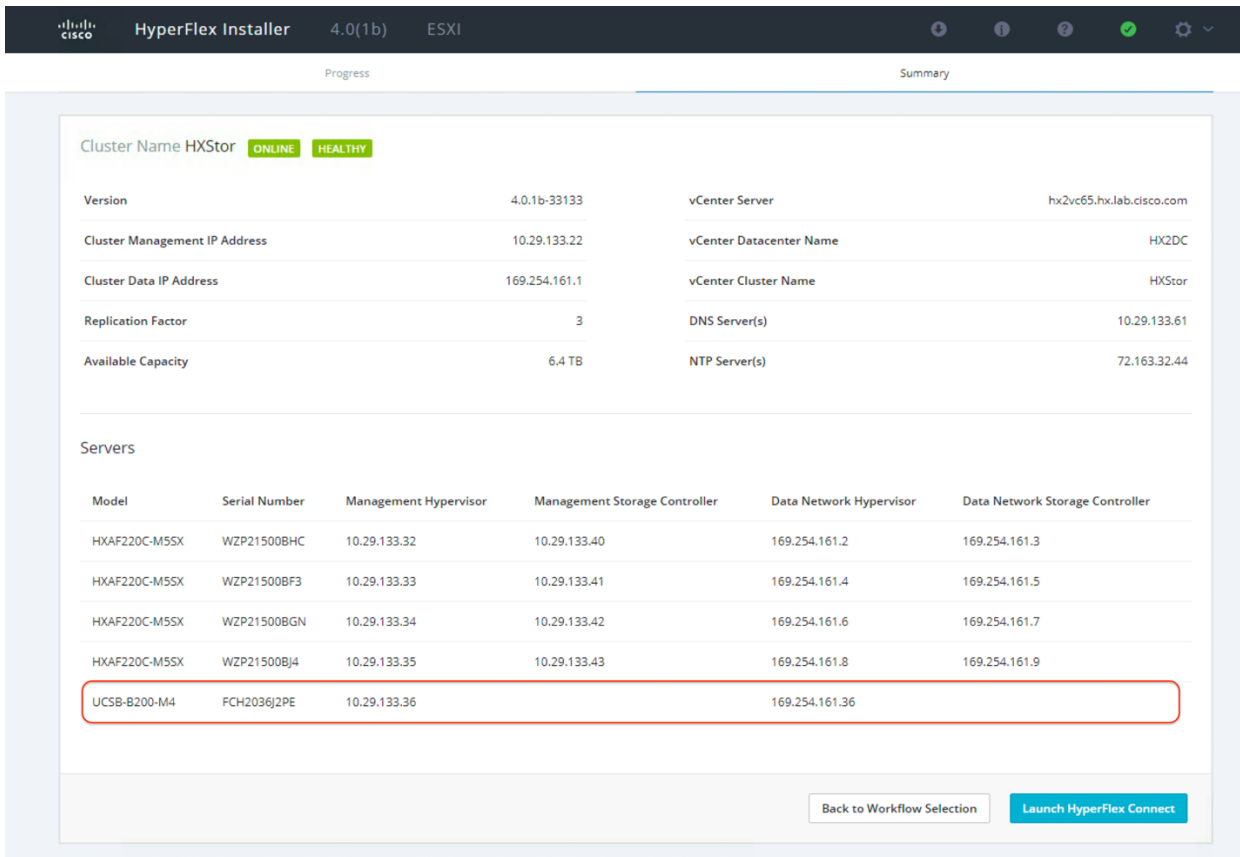 cisco HyperFlex Installer 4.0(1b) ESXI
Progress Summary
Cluster Name HXStor ONLINE HEALTHY
Version 4.0.1b-33133 vCenter Server hx2vc65.hx.lab.cisco.com
Cluster Management IP Address 10.29.133.22 vCenter Datacenter Name HX2DC
Cluster Data IP Address 169.254.161.1 vCenter Cluster Name HXStor
Replication Factor 3 DNS Server(s) 10.29.133.61
Available Capacity 6.4 TB NTP Server(s) 72.163.32.44
Servers
Model Serial Number Management Hypervisor Management Storage Controller Data Network Hypervisor Data Network Storage Controller
HXAF220C-M5SX WZP21500BHC 10.29.133.32 10.29.133.40 169.254.161.2 169.254.161.3
HXAF220C-M5SX WZP21500BF3 10.29.133.33 10.29.133.41 169.254.161.4 169.254.161.5
HXAF220C-M5SX WZP21500BGN 10.29.133.34 10.29.133.42 169.254.161.6 169.254.161.7
HXAF220C-M5SX WZP21500BJ4 10.29.133.35 10.29.133.43 169.254.161.8 169.254.161.9
UCSB-B200-M4 FCH2036J2PE 10.29.133.36 169.254.161.36
Back to Workflow Selection Launch HyperFlex Connect